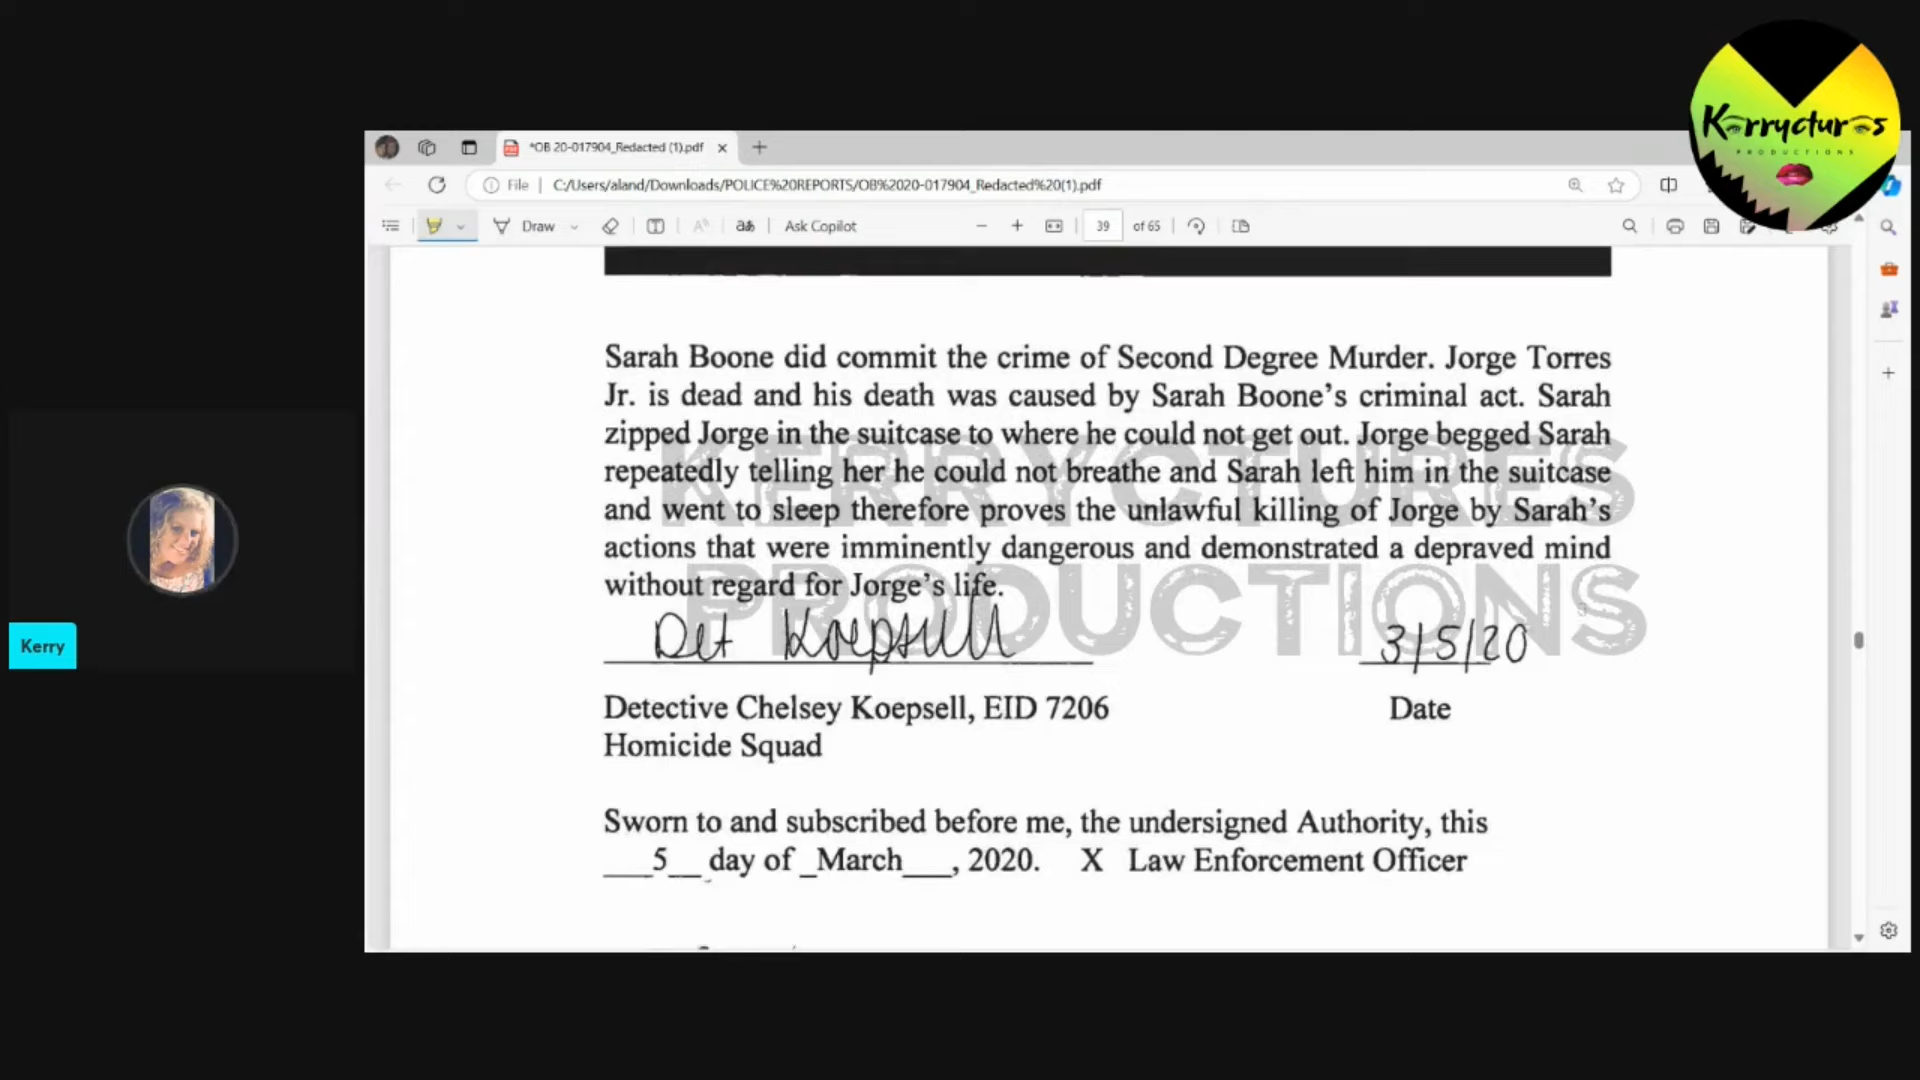 Kerryctures
PRODUCTIONS
*OB 20-017904_Redacted (1).pdf
File | C:/Users/aland/Downloads/POLICE%20REPORTS/OB%2020-017904_Redacted%20(1).pdf
Draw Ask Copilot 39 of 65
Sarah Boone did commit the crime of Second Degree Murder. Jorge Torres
Jr. is dead and his death was caused by Sarah Boone's criminal act. Sarah
zipped Jorge in the suitcase to where he could not get out. Jorge begged Sarah
repeatedly telling her he could not breathe and Sarah left him in the suitcase
and went to sleep therefore proves the unlawful killing of Jorge by Sarah's
actions that were imminently dangerous and demonstrated a depraved mind
without regard for Jorge's life.
KERRYCTURES
PRODUCTIONS
Det Koepsell 3/5/20
Detective Chelsey Koepsell, EID 7206 Date
Homicide Squad
Kerry
Sworn to and subscribed before me, the undersigned Authority, this
___5__ day of _March___, 2020. X Law Enforcement Officer